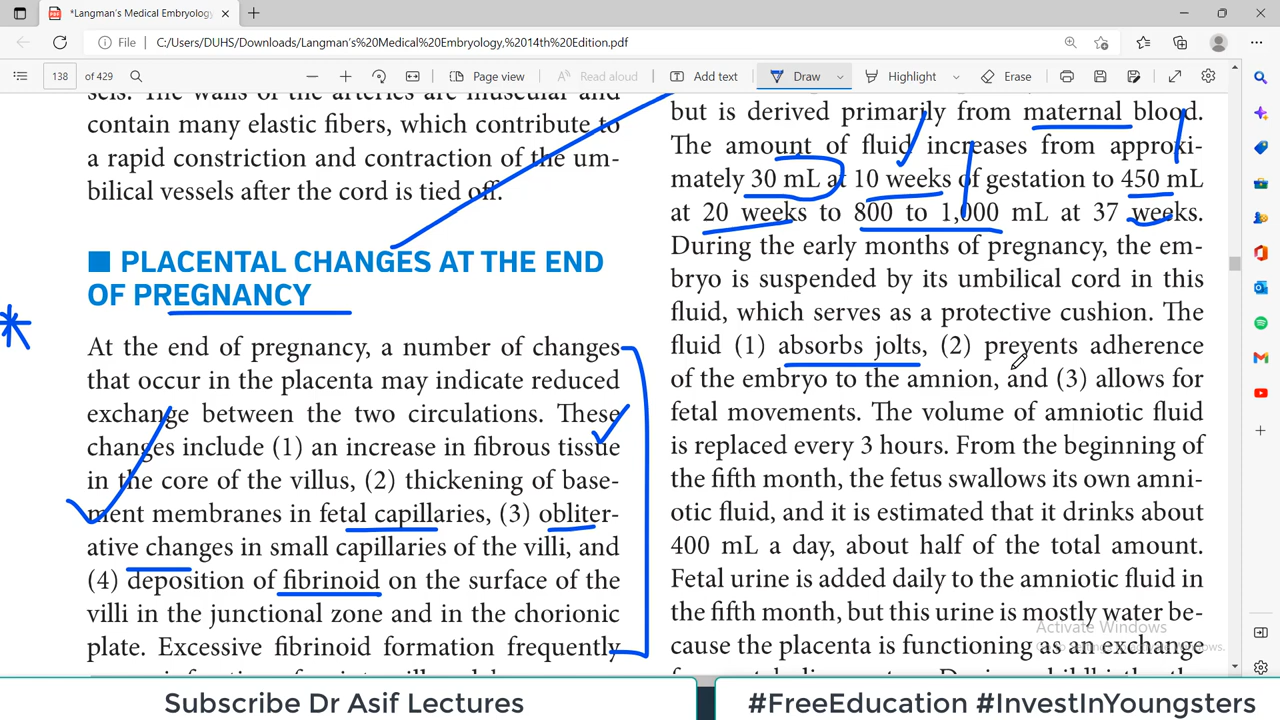 *Langman's Medical Embryology,
File
C:/Users/DUHS/Downloads/Langman's%20Medical%20Embryology,%2014th%20Edition.pdf
138 of 429
Page view
Read aloud
Add text
Draw
Highlight
Erase
contain many elastic fibers, which contribute to
a rapid constriction and contraction of the um-
bilical vessels after the cord is tied off.
PLACENTAL CHANGES AT THE END
OF PREGNANCY
At the end of pregnancy, a number of changes
that occur in the placenta may indicate reduced
exchange between the two circulations. These
changes include (1) an increase in fibrous tissue
in the core of the villus, (2) thickening of base-
ment membranes in fetal capillaries, (3) obliter-
ative changes in small capillaries of the villi, and
(4) deposition of fibrinoid on the surface of the
villi in the junctional zone and in the chorionic
plate. Excessive fibrinoid formation frequently
but is derived primarily from maternal blood.
The amount of fluid increases from approxi-
mately 30 mL at 10 weeks of gestation to 450 mL
at 20 weeks to 800 to 1,000 mL at 37 weeks.
During the early months of pregnancy, the em-
bryo is suspended by its umbilical cord in this
fluid, which serves as a protective cushion. The
fluid (1) absorbs jolts, (2) prevents adherence
of the embryo to the amnion, and (3) allows for
fetal movements. The volume of amniotic fluid
is replaced every 3 hours. From the beginning of
the fifth month, the fetus swallows its own amni-
otic fluid, and it is estimated that it drinks about
400 mL a day, about half of the total amount.
Fetal urine is added daily to the amniotic fluid in
the fifth month, but this urine is mostly water be-
cause the placenta is functioning as an exchange
Activate Windows
Subscribe Dr Asif Lectures
#FreeEducation #InvestInYoungsters